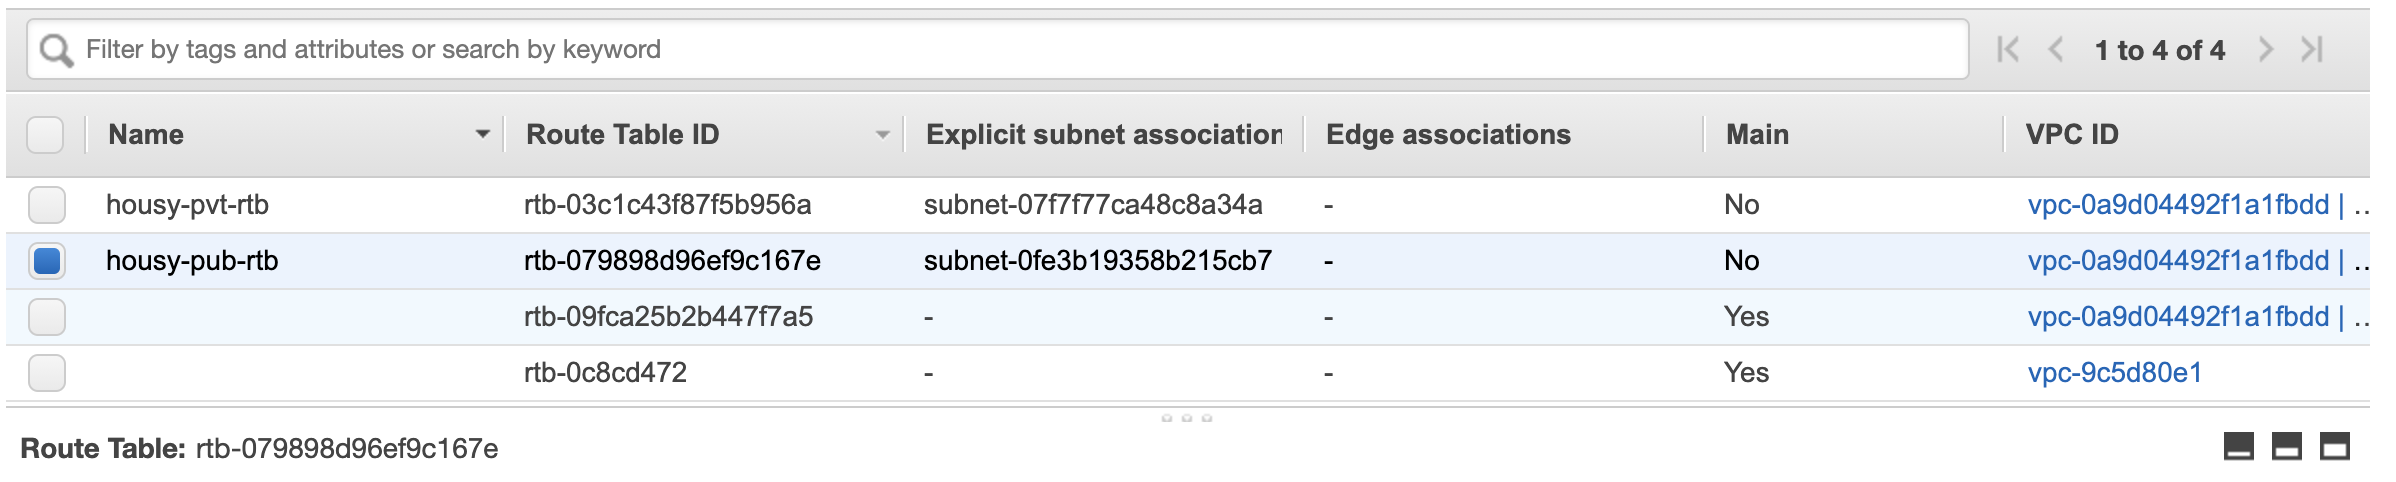 Filter by tags and attributes or search by keyword 1 to 4 of 4
Name Route Table ID Explicit subnet association Edge associations Main VPC ID
housy-pvt-rtb rtb-03c1c43f87f5b956a subnet-07f7f77ca48c8a34a - No vpc-0a9d04492f1a1fbdd | ..
housy-pub-rtb rtb-079898d96ef9c167e subnet-0fe3b19358b215cb7 - No vpc-0a9d04492f1a1fbdd | ..
rtb-09fca25b2b447f7a5 - - Yes vpc-0a9d04492f1a1fbdd | ..
rtb-0c8cd472 - - Yes vpc-9c5d80e1
Route Table: rtb-079898d96ef9c167e